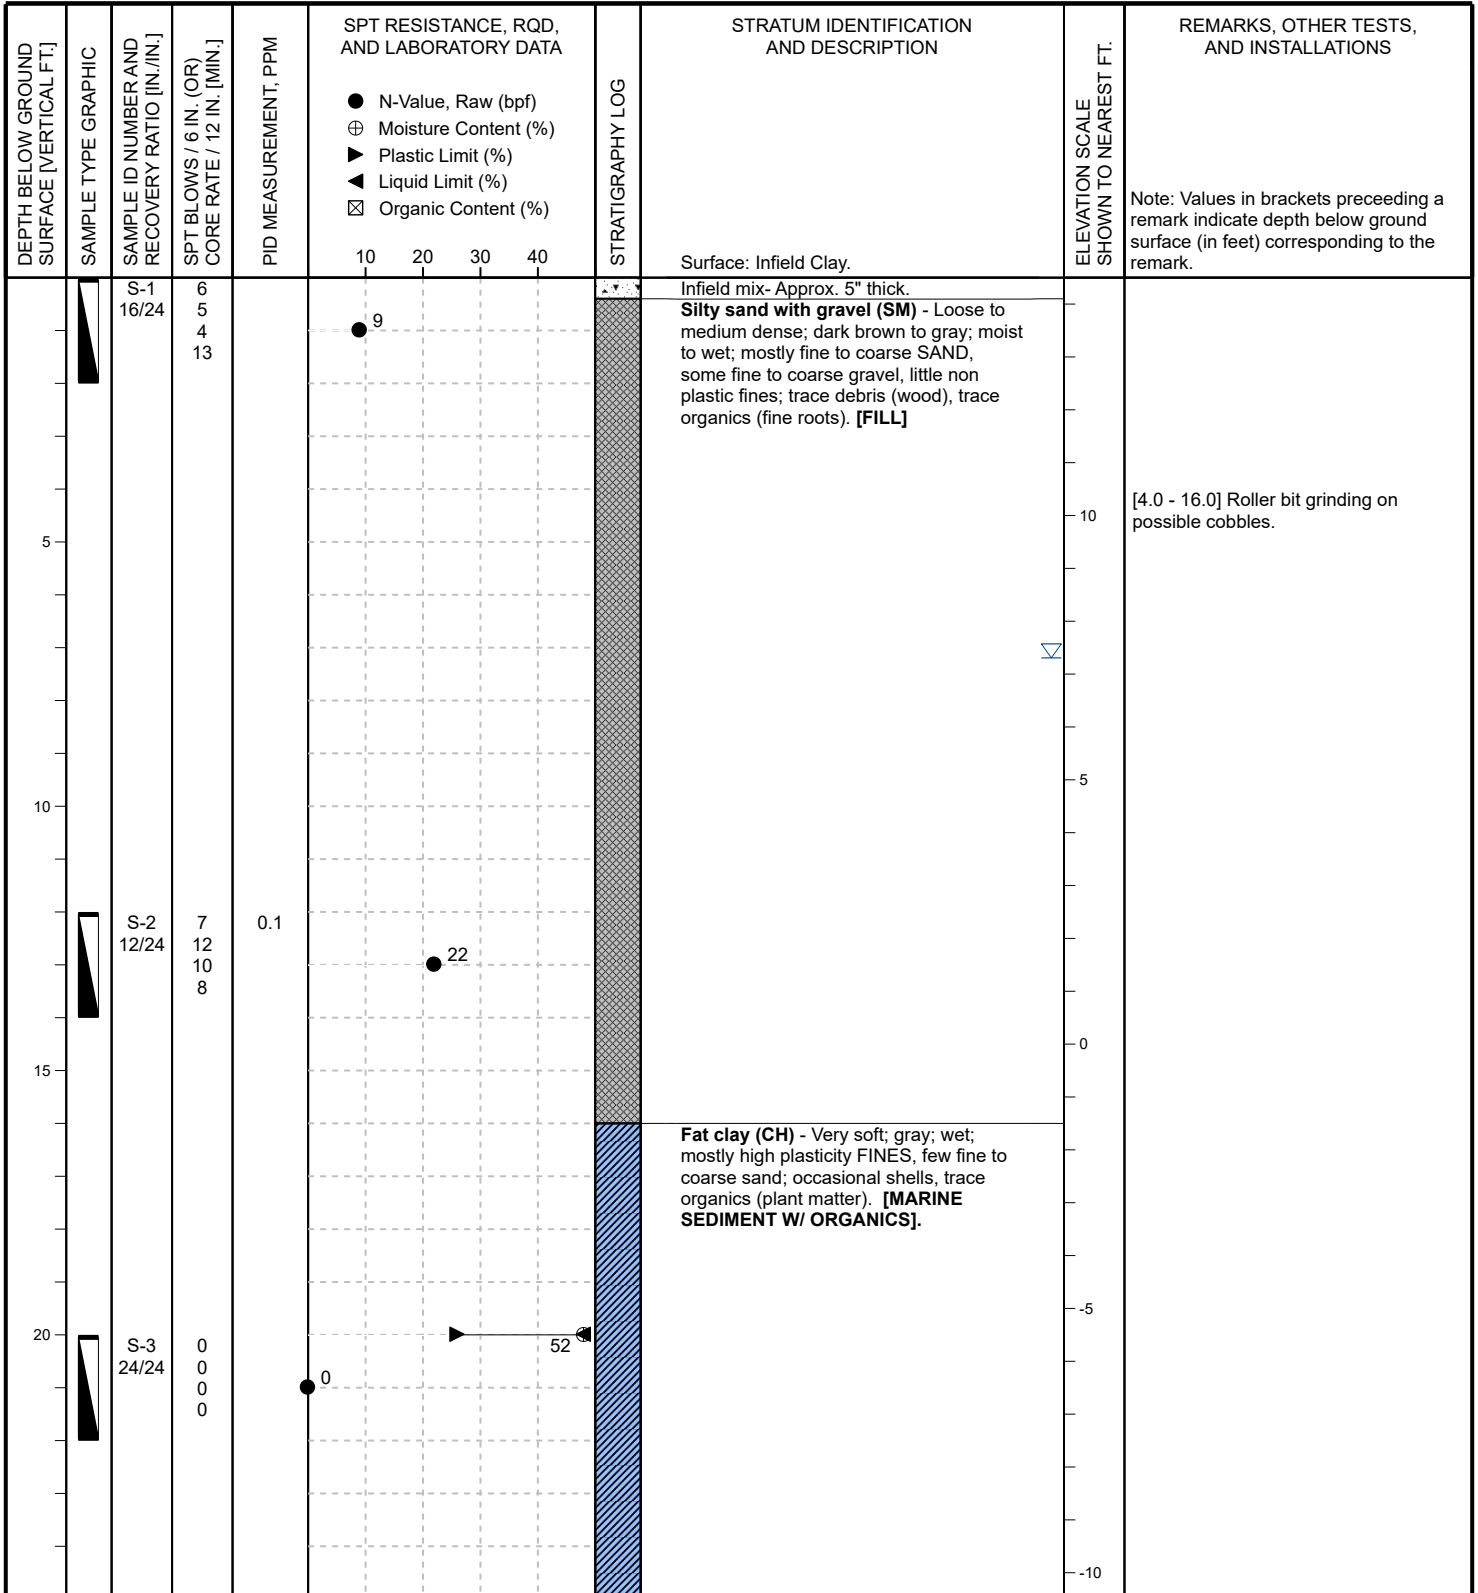 DEPTH BELOW GROUND
SURFACE [VERTICAL FT.]
SAMPLE TYPE GRAPHIC
SAMPLE ID NUMBER AND
RECOVERY RATIO [IN./IN.]
SPT BLOWS / 6 IN. (OR)
CORE RATE / 12 IN. [MIN.]
PID MEASUREMENT, PPM
SPT RESISTANCE, RQD,
AND LABORATORY DATA
N-Value, Raw (bpf)
Moisture Content (%)
Plastic Limit (%)
Liquid Limit (%)
Organic Content (%)
10 20 30 40
STRATIGRAPHY LOG
STRATUM IDENTIFICATION
AND DESCRIPTION
Surface: Infield Clay.
ELEVATION SCALE
SHOWN TO NEAREST FT.
REMARKS, OTHER TESTS,
AND INSTALLATIONS
Note: Values in brackets preceeding a
remark indicate depth below ground
surface (in feet) corresponding to the
remark.
S-1
16/24
6
5
4
13
9
Infield mix- Approx. 5" thick.
Silty sand with gravel (SM) - Loose to
medium dense; dark brown to gray; moist
to wet; mostly fine to coarse SAND,
some fine to coarse gravel, little non
plastic fines; trace debris (wood), trace
organics (fine roots). [FILL]
10
[4.0 - 16.0] Roller bit grinding on
possible cobbles.
5
5
10
S-2
12/24
7
12
10
8
0.1
22
0
15
Fat clay (CH) - Very soft; gray; wet;
mostly high plasticity FINES, few fine to
coarse sand; occasional shells, trace
organics (plant matter). [MARINE
SEDIMENT W/ ORGANICS].
-5
20
S-3
24/24
0
0
0
0
52
0
-10